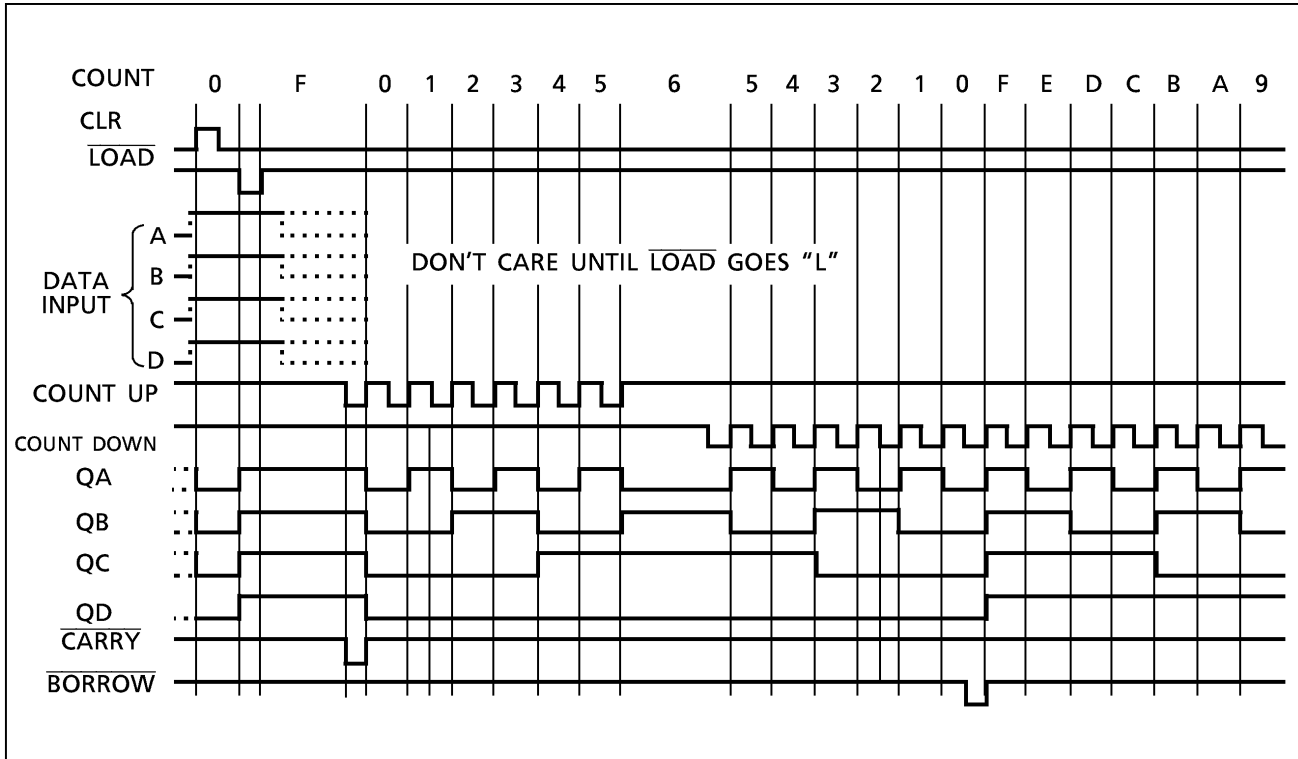 COUNT 0 F 0 1 2 3 4 5 6 5 4 3 2 1 0 F E D C B A 9
CLR
LOAD
A
B
DATA INPUT
C
D
DON'T CARE UNTIL LOAD GOES "L"
COUNT UP
COUNT DOWN
QA
QB
QC
QD
CARRY
BORROW